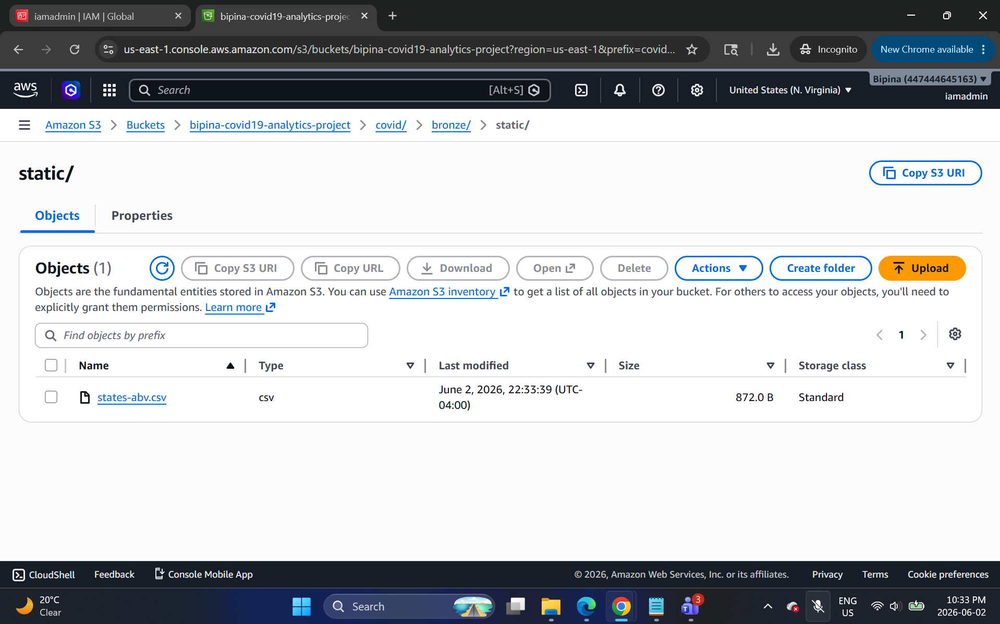 iamadmin | IAM | Global
bipina-covid19-analytics-projec
us-east-1.console.aws.amazon.com/s3/buckets/bipina-covid19-analytics-project?region=us-east-1&prefix=covid...
Incognito
New Chrome available
aws
Search
[Alt+S]
United States (N. Virginia)
Bipina (447444645163)
iamadmin
Amazon S3
Buckets
bipina-covid19-analytics-project
covid/
bronze/
static/
static/
Copy S3 URI
Objects
Properties
Objects (1)
Copy S3 URI
Copy URL
Download
Open
Delete
Actions
Create folder
Upload
Objects are the fundamental entities stored in Amazon S3. You can use Amazon S3 inventory to get a list of all objects in your bucket. For others to access your objects, you'll need to
explicitly grant them permissions. Learn more
Find objects by prefix
1
Name
Type
Last modified
Size
Storage class
states-abv.csv
csv
June 2, 2026, 22:33:39 (UTC-
04:00)
872.0 B
Standard
CloudShell
Feedback
Console Mobile App
© 2026, Amazon Web Services, Inc. or its affiliates.
Privacy
Terms
Cookie preferences
20°C
Clear
Search
3
ENG
US
10:33 PM
2026-06-02